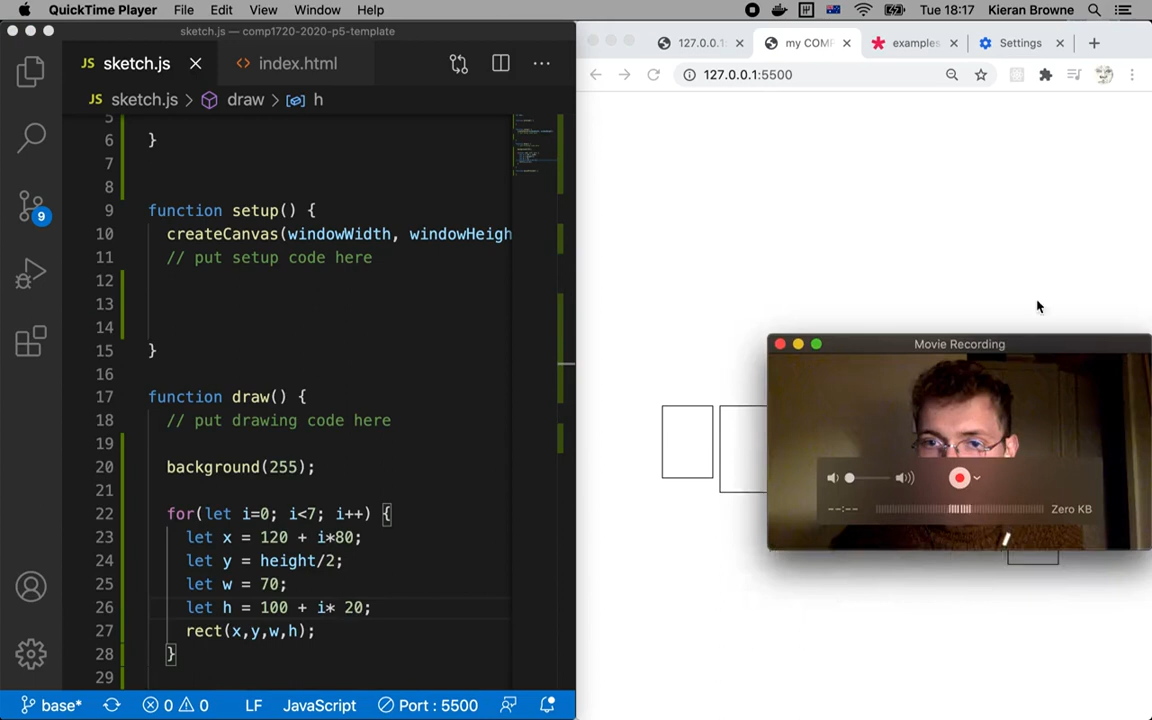 QuickTime Player File Edit View Window Help Tue 18:17 Kieran Browne
sketch.js — comp1720-2020-p5-template
JS sketch.js <> index.html
127.0.0.1: my COMP examples Settings
127.0.0.1:5500
JS sketch.js > draw > h
5
6 }
7
8
9 function setup() {
10 createCanvas(windowWidth, windowHeigh
11 // put setup code here
12
13
14
15 }
16
17 function draw() {
18 // put drawing code here
19
20 background(255);
21
22 for(let i=0; i<7; i++) {
23 let x = 120 + i*80;
24 let y = height/2;
25 let w = 70;
26 let h = 100 + i* 20;
27 rect(x,y,w,h);
28 }
29
9
Movie Recording
--:-- Zero KB
base* 0 0 LF JavaScript Port : 5500